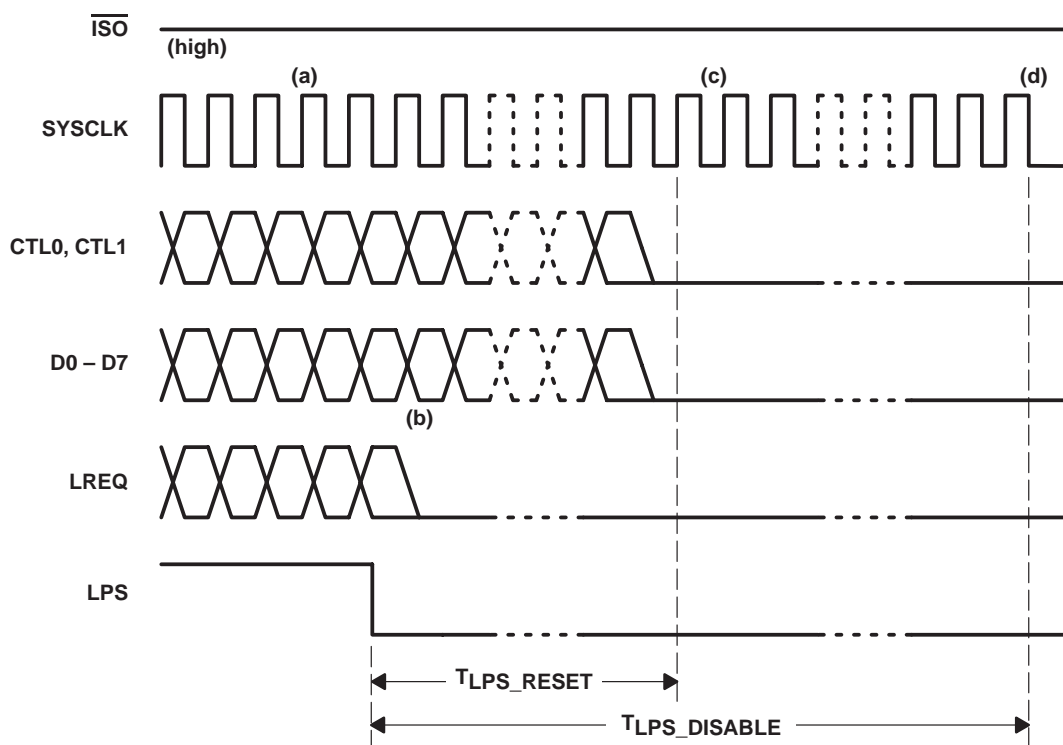 ISO
(high)
(a)
(c)
(d)
SYSCLK
CTL0, CTL1
D0 – D7
(b)
LREQ
LPS
TLPS_RESET
TLPS_DISABLE